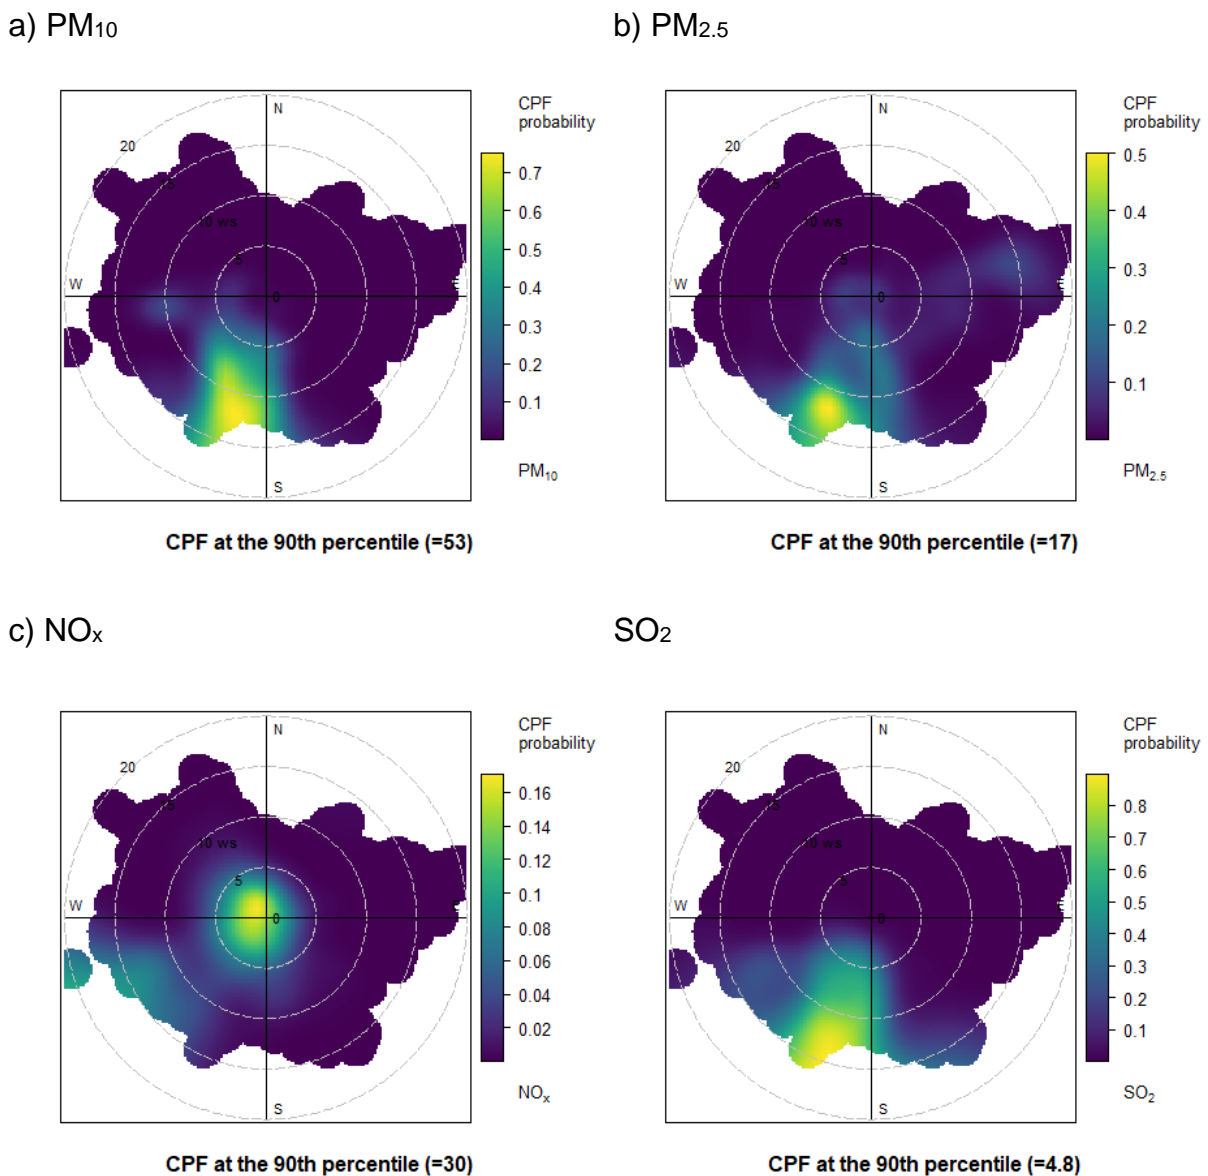 a) PM10
b) PM2.5
CPF
probability
N
20
15
10 ws
5
0
W
E
S
0.7
0.6
0.5
0.4
0.3
0.2
0.1
PM10
CPF at the 90th percentile (=53)
CPF
probability
N
20
15
10 ws
5
0
W
E
S
0.5
0.4
0.3
0.2
0.1
PM2.5
CPF at the 90th percentile (=17)
c) NOx
SO2
CPF
probability
N
20
15
10 ws
5
0
W
E
S
0.16
0.14
0.12
0.1
0.08
0.06
0.04
0.02
NOx
CPF at the 90th percentile (=30)
CPF
probability
N
20
15
10 ws
5
0
W
E
S
0.8
0.7
0.6
0.5
0.4
0.3
0.2
0.1
SO2
CPF at the 90th percentile (=4.8)